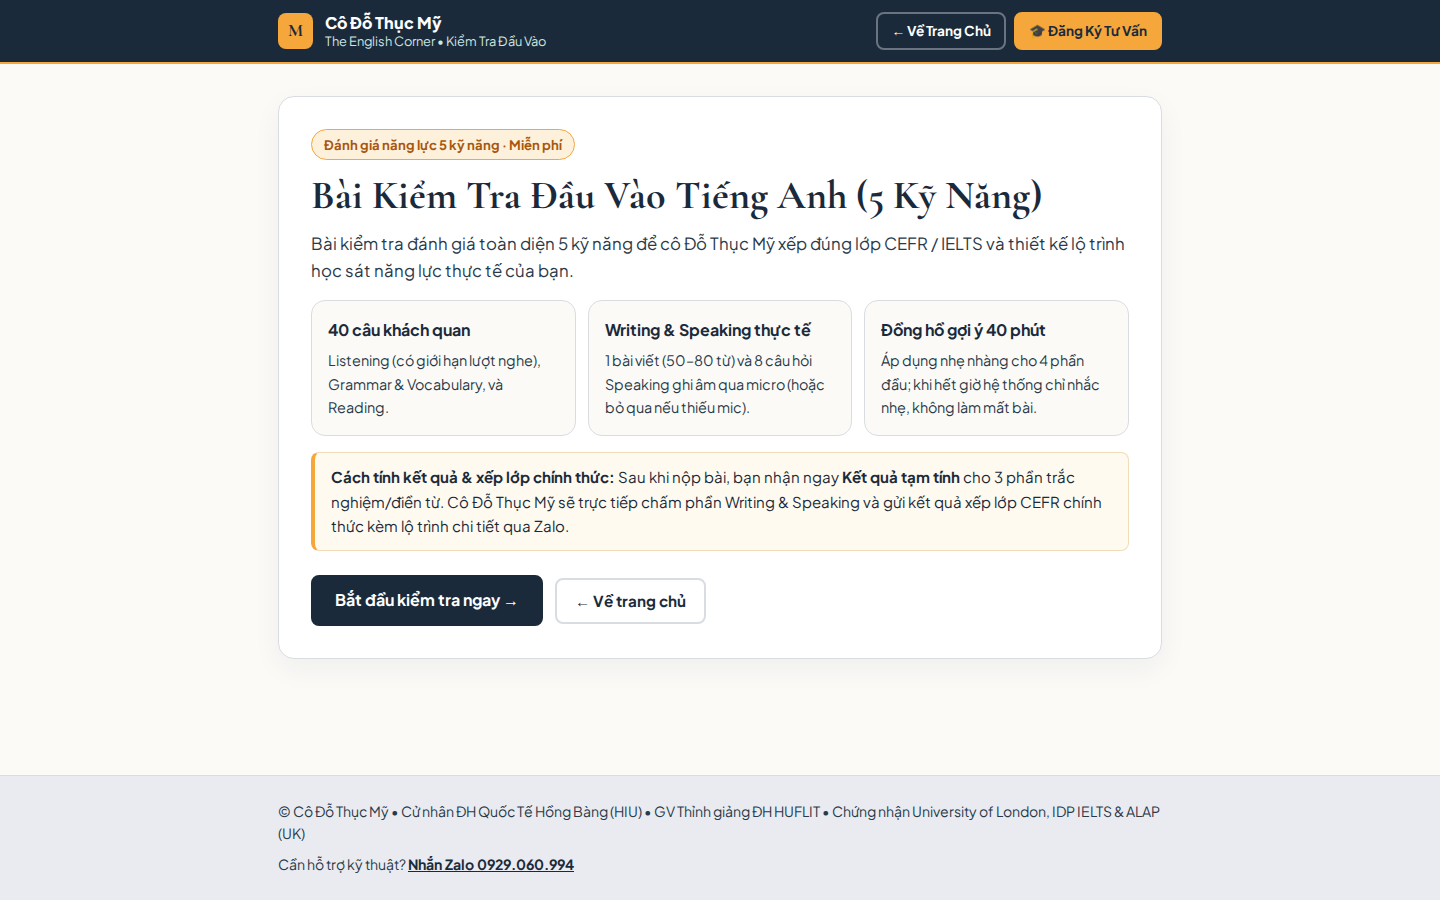 M
Cô Đỗ Thục Mỹ
The English Corner • Kiểm Tra Đầu Vào
← Về Trang Chủ
🎓 Đăng Ký Tư Vấn
Đánh giá năng lực 5 kỹ năng · Miễn phí
Bài Kiểm Tra Đầu Vào Tiếng Anh (5 Kỹ Năng)
Bài kiểm tra đánh giá toàn diện 5 kỹ năng để cô Đỗ Thục Mỹ xếp đúng lớp CEFR / IELTS và thiết kế lộ trình
học sát năng lực thực tế của bạn.
40 câu khách quan
Listening (có giới hạn lượt nghe),
Grammar & Vocabulary, và
Reading.
Writing & Speaking thực tế
1 bài viết (50–80 từ) và 8 câu hỏi
Speaking ghi âm qua micro (hoặc
bỏ qua nếu thiếu mic).
Đồng hồ gợi ý 40 phút
Áp dụng nhẹ nhàng cho 4 phần
đầu; khi hết giờ hệ thống chỉ nhắc
nhẹ, không làm mất bài.
Cách tính kết quả & xếp lớp chính thức: Sau khi nộp bài, bạn nhận ngay Kết quả tạm tính cho 3 phần trắc
nghiệm/điền từ. Cô Đỗ Thục Mỹ sẽ trực tiếp chấm phần Writing & Speaking và gửi kết quả xếp lớp CEFR chính
thức kèm lộ trình chi tiết qua Zalo.
Bắt đầu kiểm tra ngay →
← Về trang chủ
© Cô Đỗ Thục Mỹ • Cử nhân ĐH Quốc Tế Hồng Bàng (HIU) • GV Thỉnh giảng ĐH HUFLIT • Chứng nhận University of London, IDP IELTS & ALAP
(UK)
Cần hỗ trợ kỹ thuật? Nhắn Zalo 0929.060.994